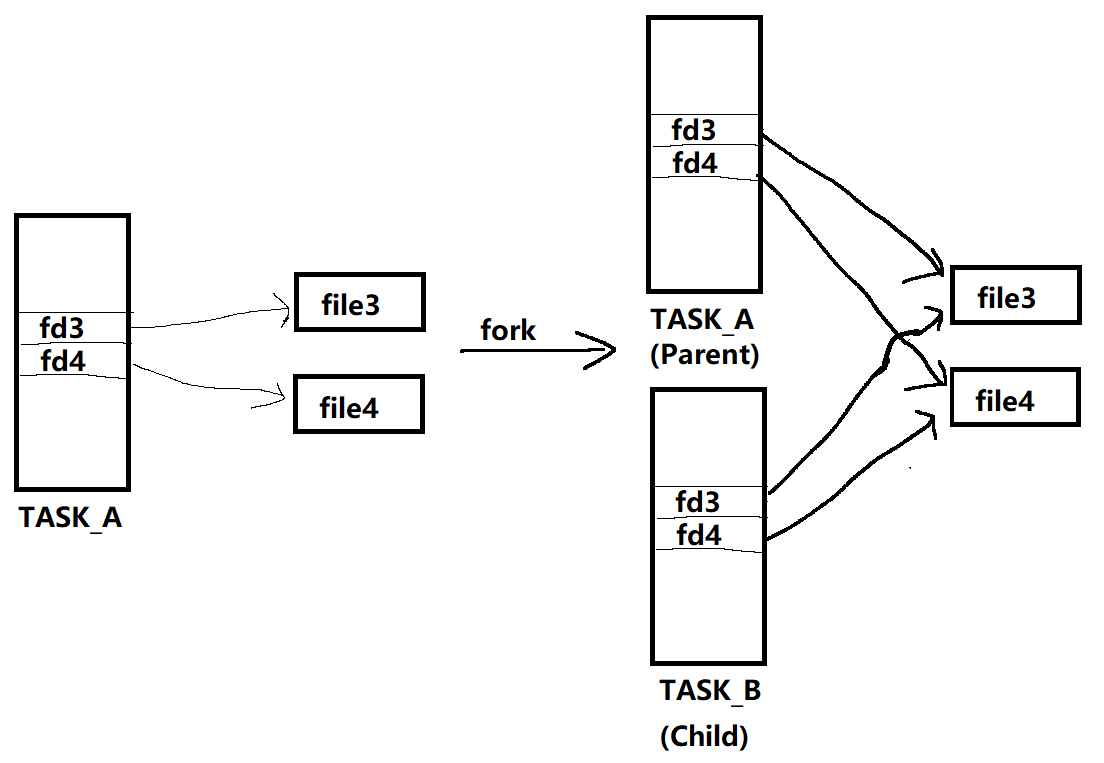 fd3
fd4
TASK_A
file3
file4
fork
fd3
fd4
TASK_A
(Parent)
fd3
fd4
TASK_B
(Child)
file3
file4